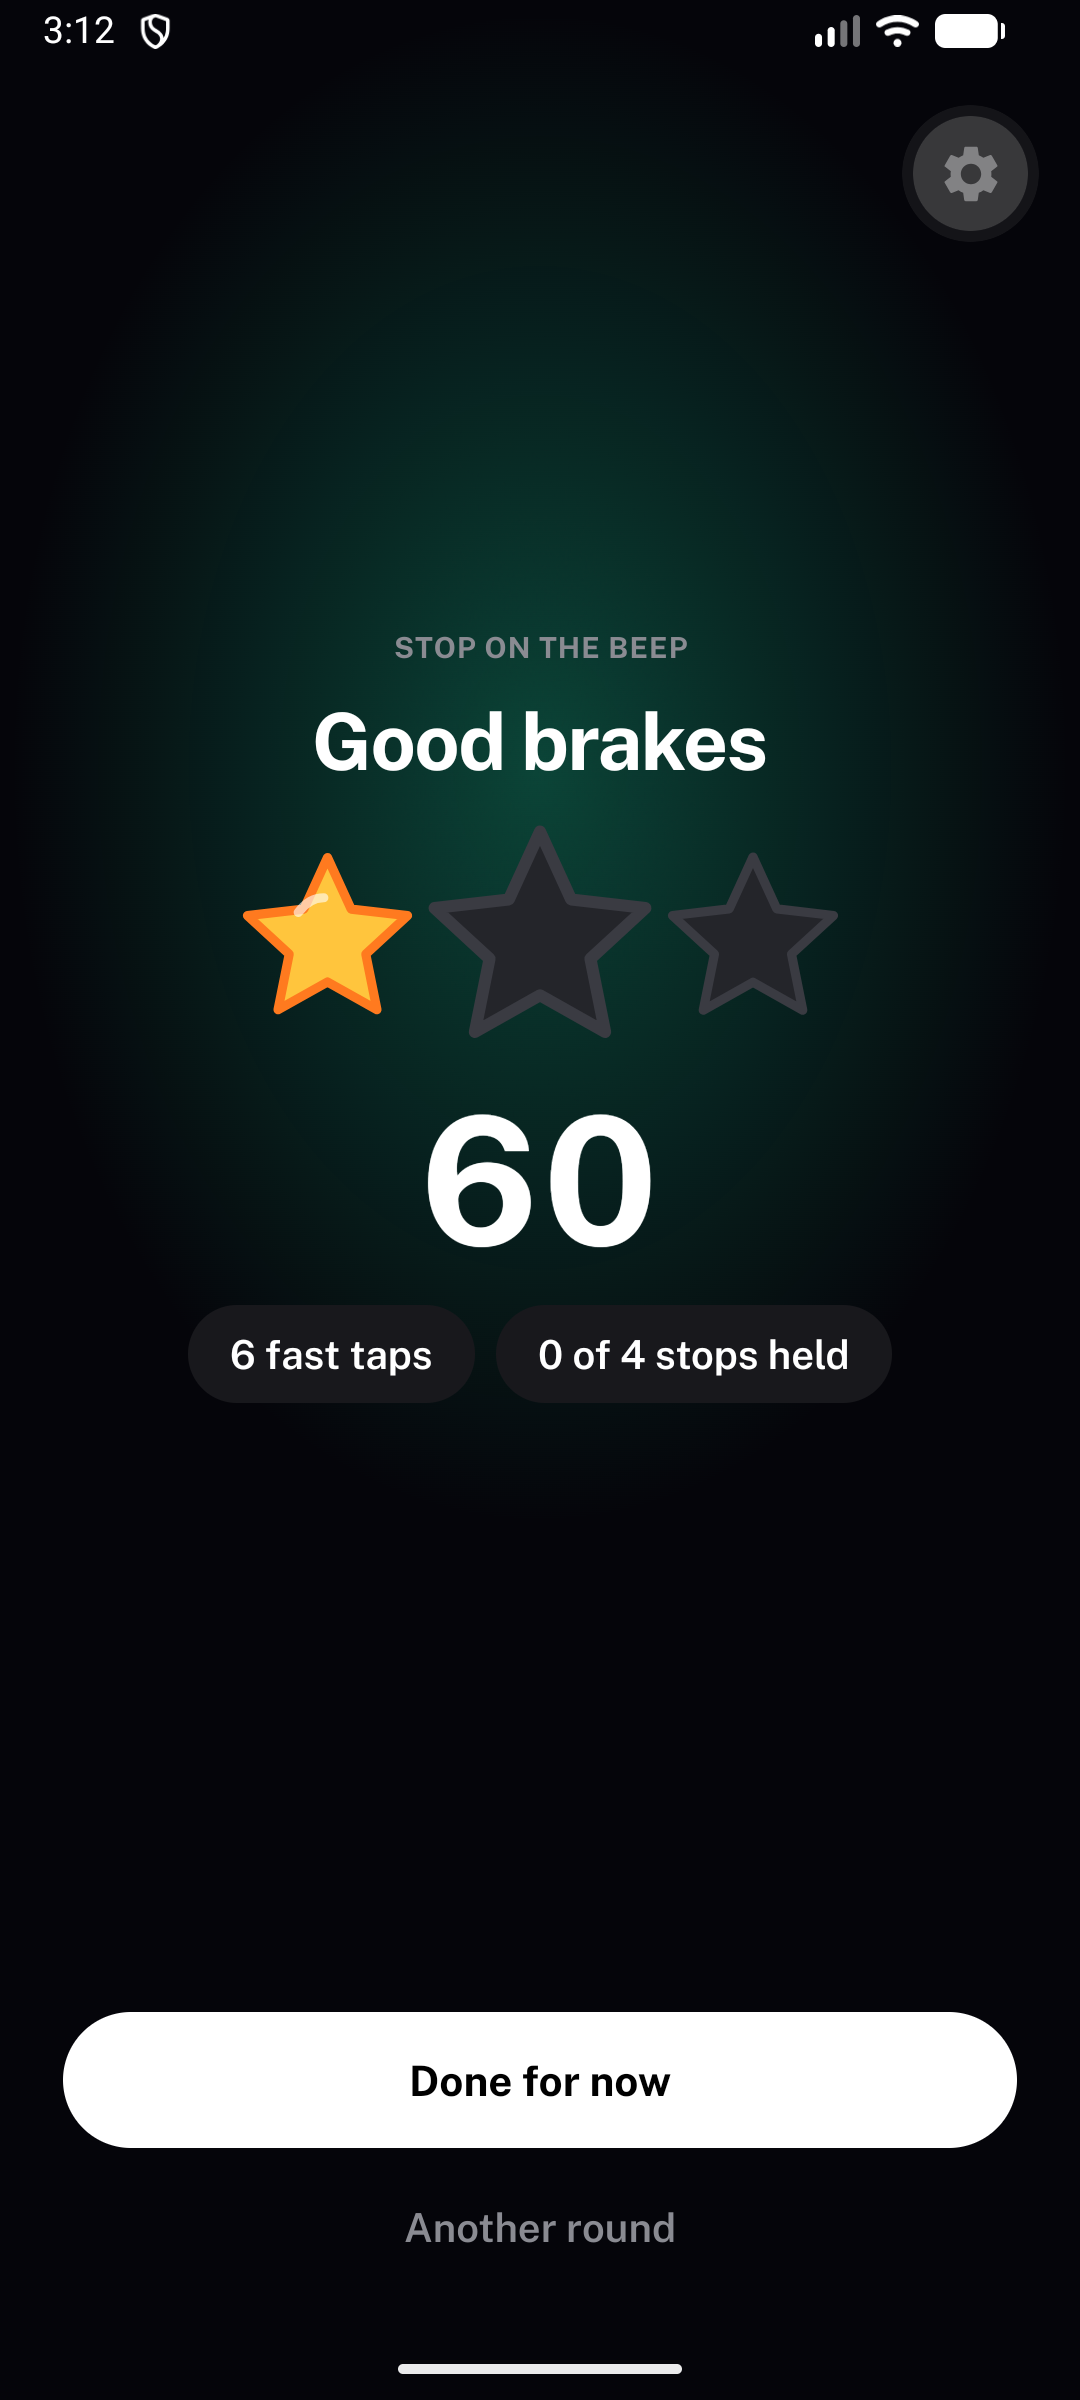 3:12
STOP ON THE BEEP
Good brakes
60
6 fast taps
0 of 4 stops held
Done for now
Another round